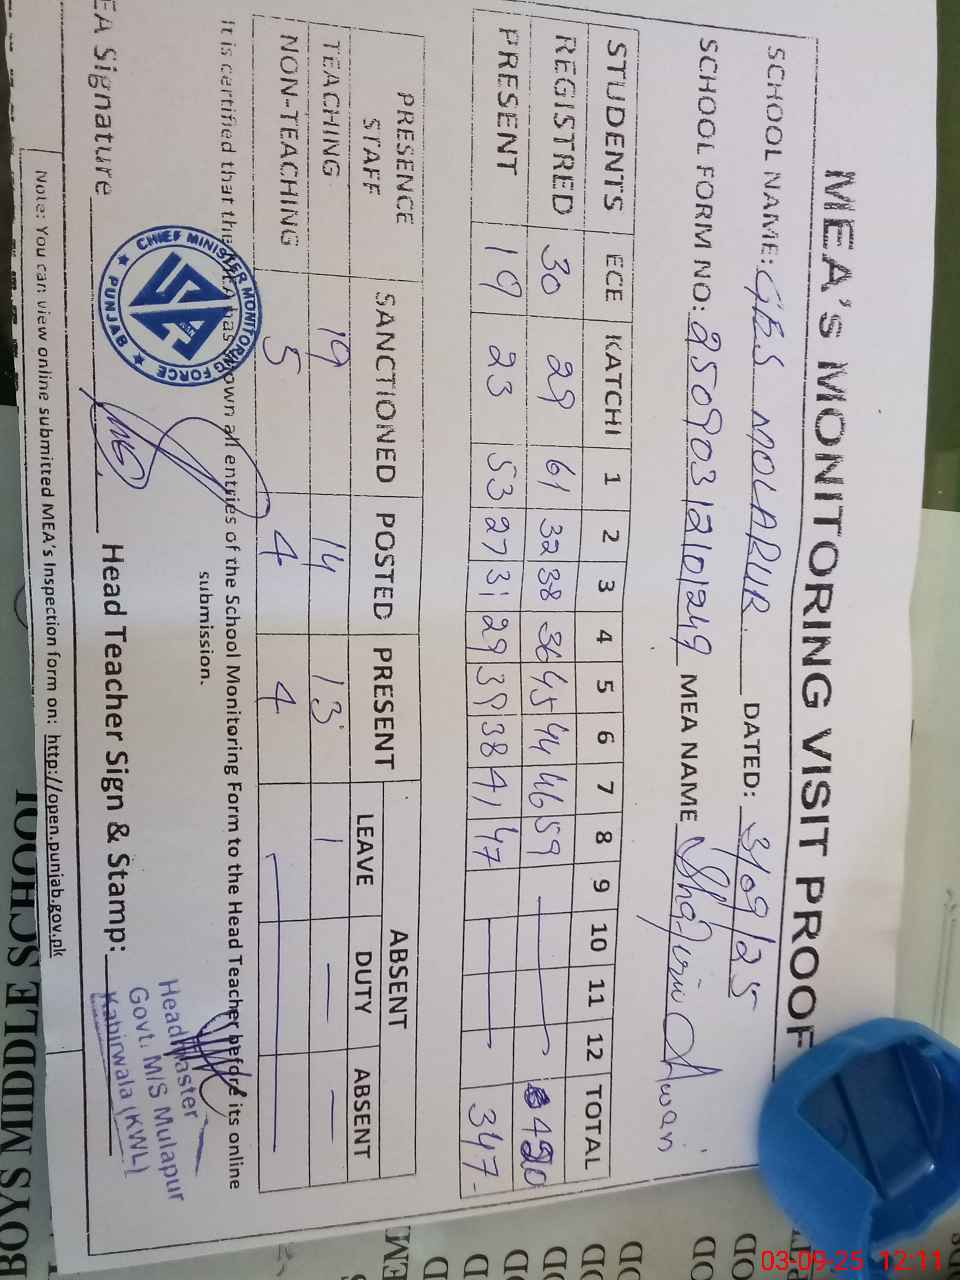 MEA's MONITORING VISIT PROOF
SCHOOL NAME: GES MOLARUR. DATED: 3/09/25
SCHOOL FORM NO: 25090312101249 MEA NAME Awan
STUDENTS ECE KATCHI 1 2 3 4 5 6 7 8 9 10 11 12 TOTAL
REGISTRED 30 29 61 32 38 36 45 44 46 59 — 420
PRESENT 19 23 53 27 31 29 39 38 41 47 — 347
PRESENCE STAFF SANCTIONED POSTED PRESENT ABSENT
LEAVE DUTY ABSENT
TEACHING 19 14 13 1 — —
NON-TEACHING 5 4 4 —
It is certified that the MEA has shown all entries of the School Monitoring Form to the Head Teacher before its online
submission.
CHIEF MINISTER MONITORING FORCE
PUNJAB
EA Signature Head Teacher Sign & Stamp:
Headmaster
Govt: M/S Mulapur
Kabirwala (KWL)
Note: You can view online submitted MEA's Inspection form on: http://open.punjab.gov.pk
BOYS MIDDLE SCHOOL
03-09-25 12:11